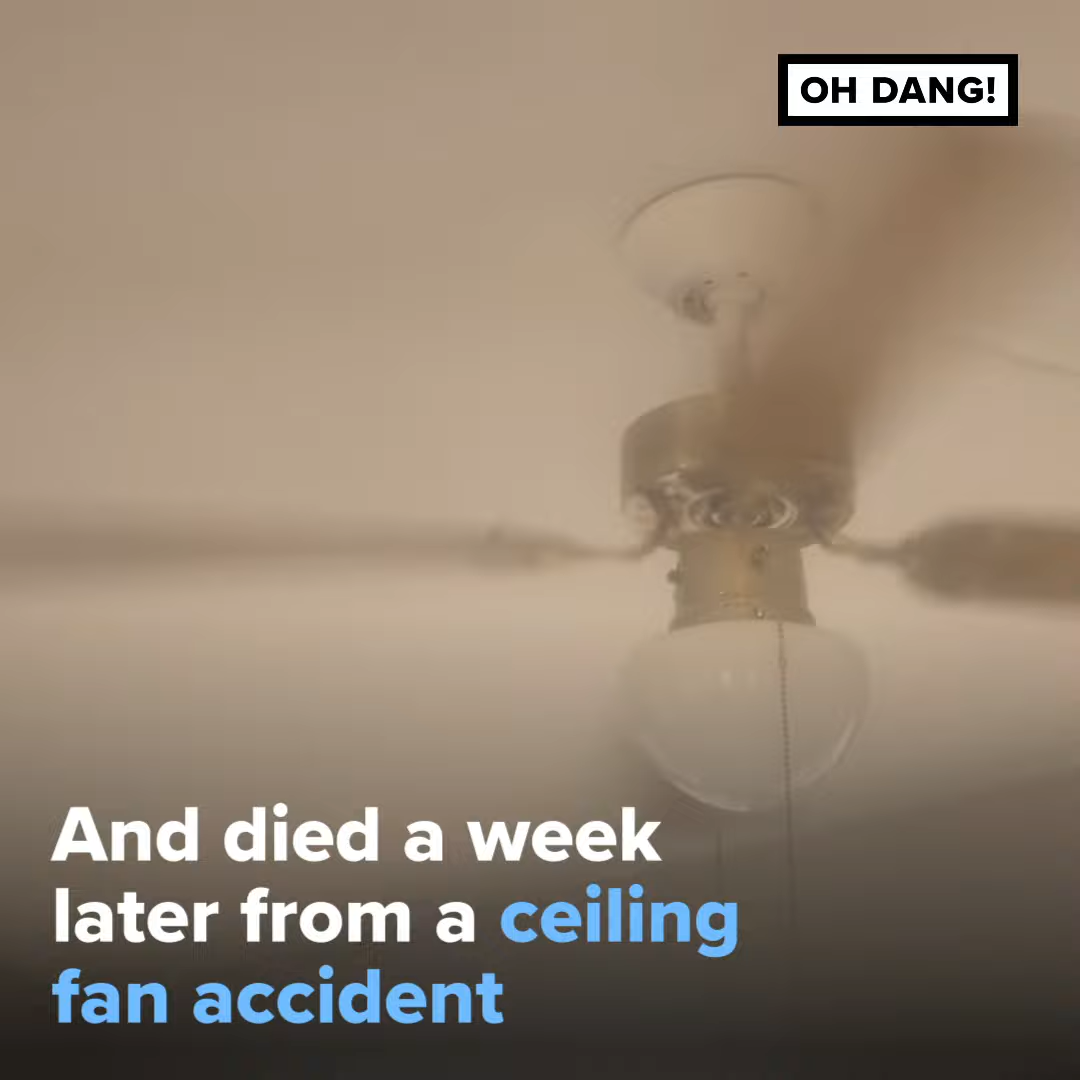 OH DANG!
And died a week
later from a ceiling
fan accident